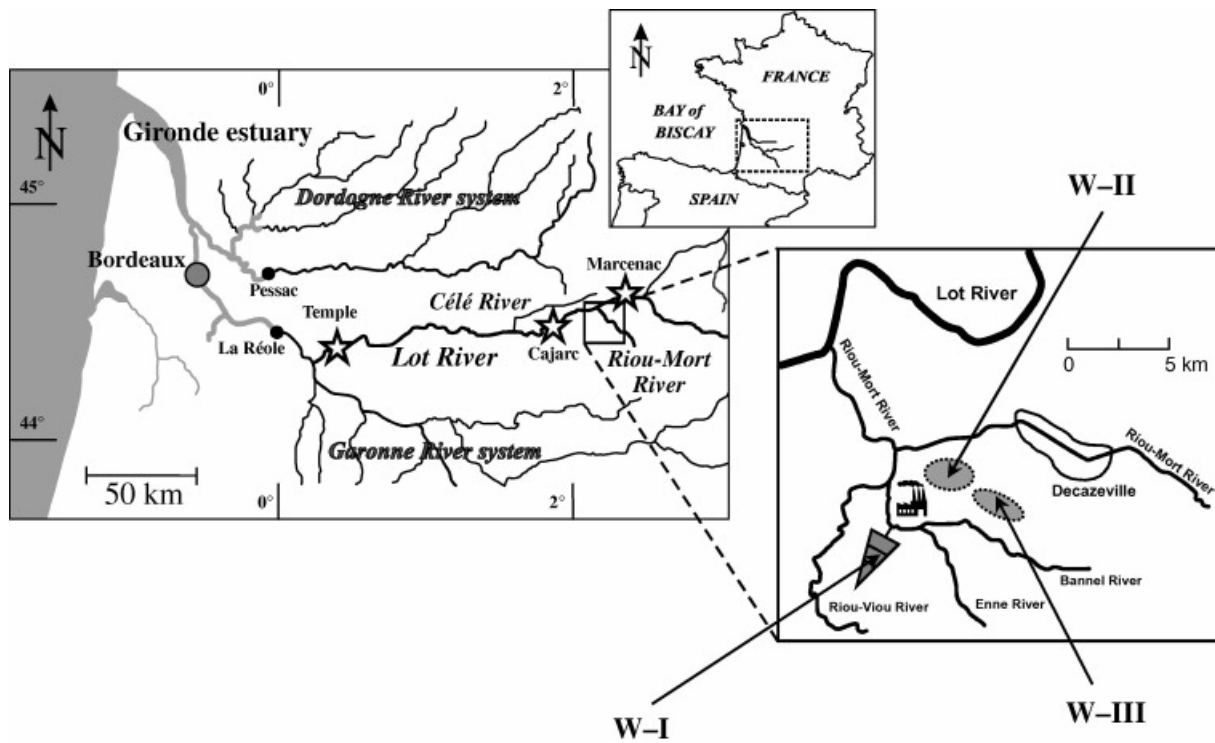 N
0°
2°
Gironde estuary
45°
Dordogne River system
Bordeaux
Pessac
Marcenac
Célé River
Temple
La Réole
Lot River
Cajarc
Riou-Mort
River
44°
Garonne River system
50 km
0°
2°
N
FRANCE
BAY of
BISCAY
SPAIN
W–II
Lot River
0 5 km
Riou-Mort River
Riou-Mort River
Decazeville
Bannel River
Riou-Viou River
Enne River
W–I
W–III